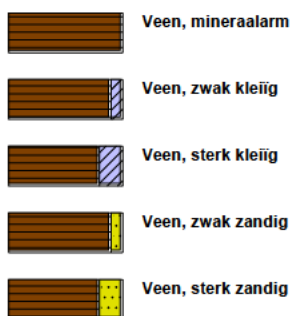 Veen, mineraalarm
Veen, zwak kleiïg
Veen, sterk kleiïg
Veen, zwak zandig
Veen, sterk zandig